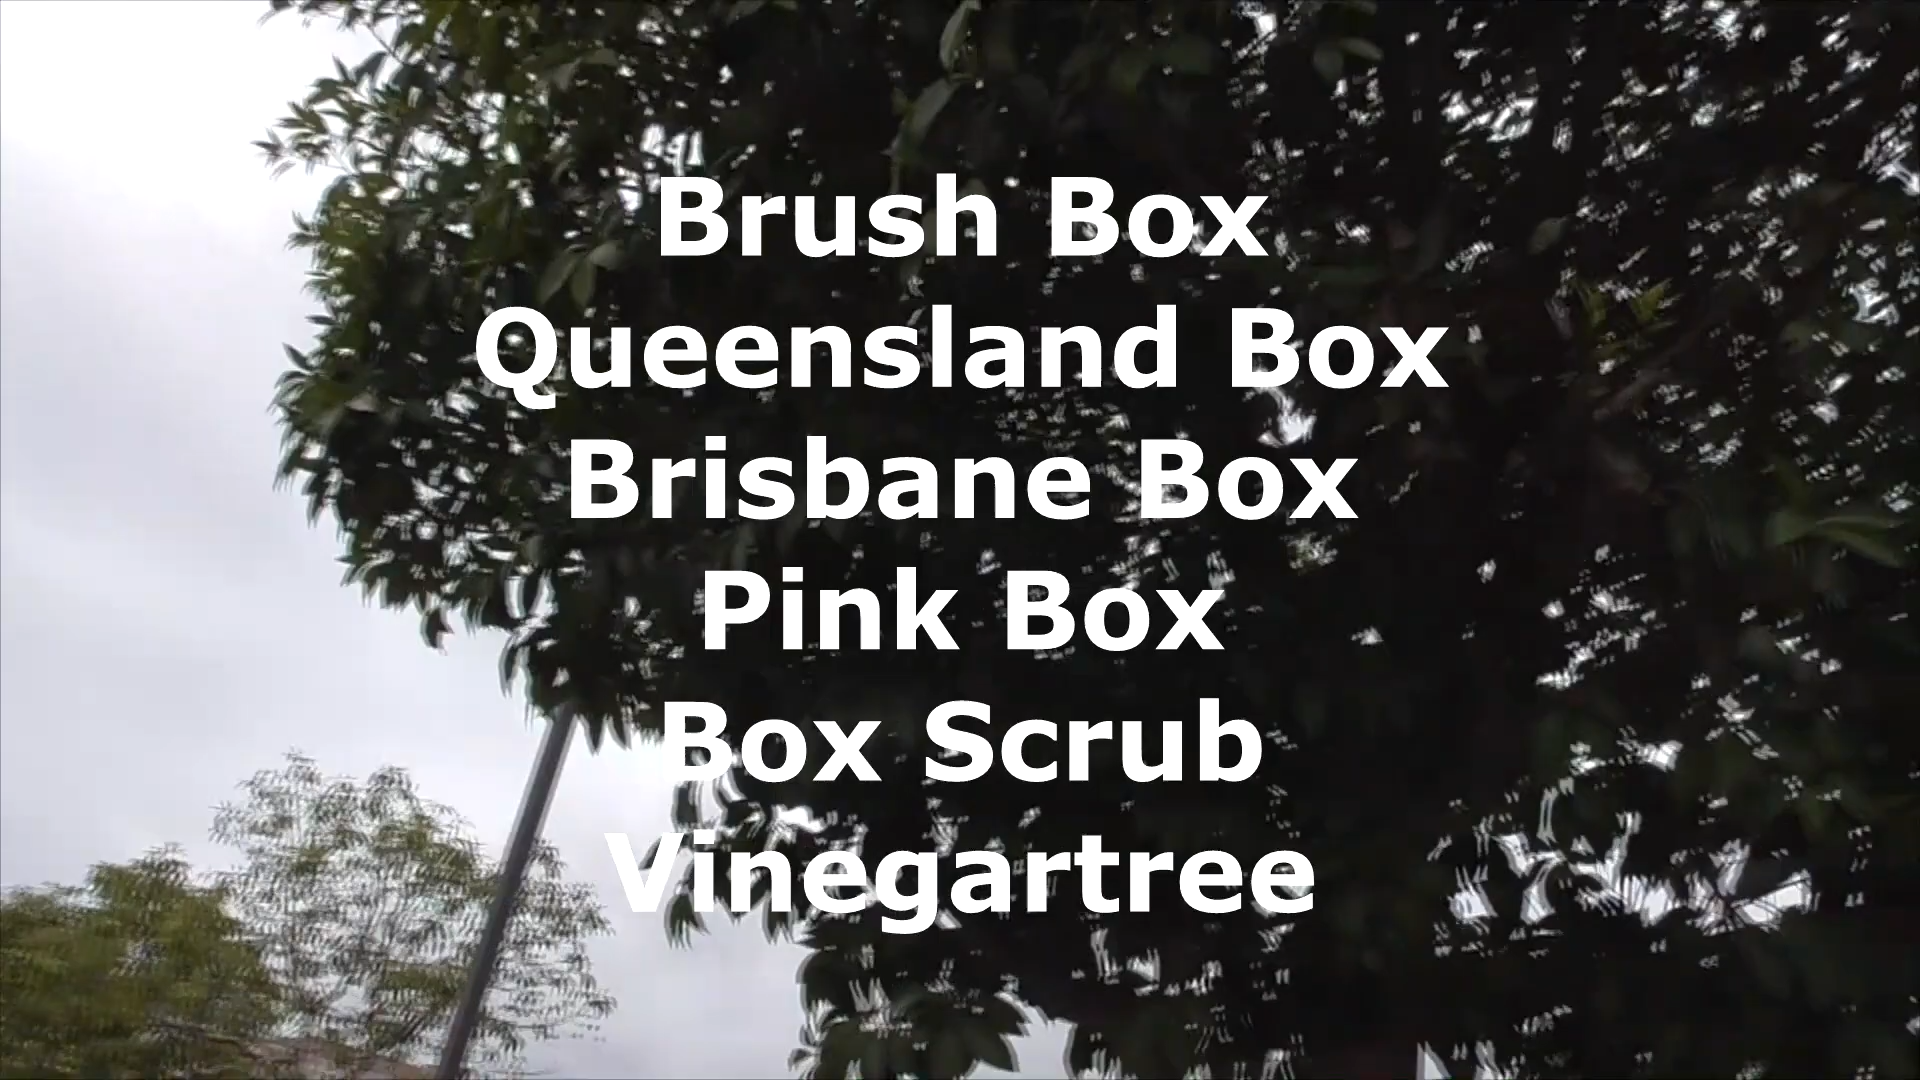 Brush Box
Queensland Box
Brisbane Box
Pink Box
Box Scrub
Vinegartree